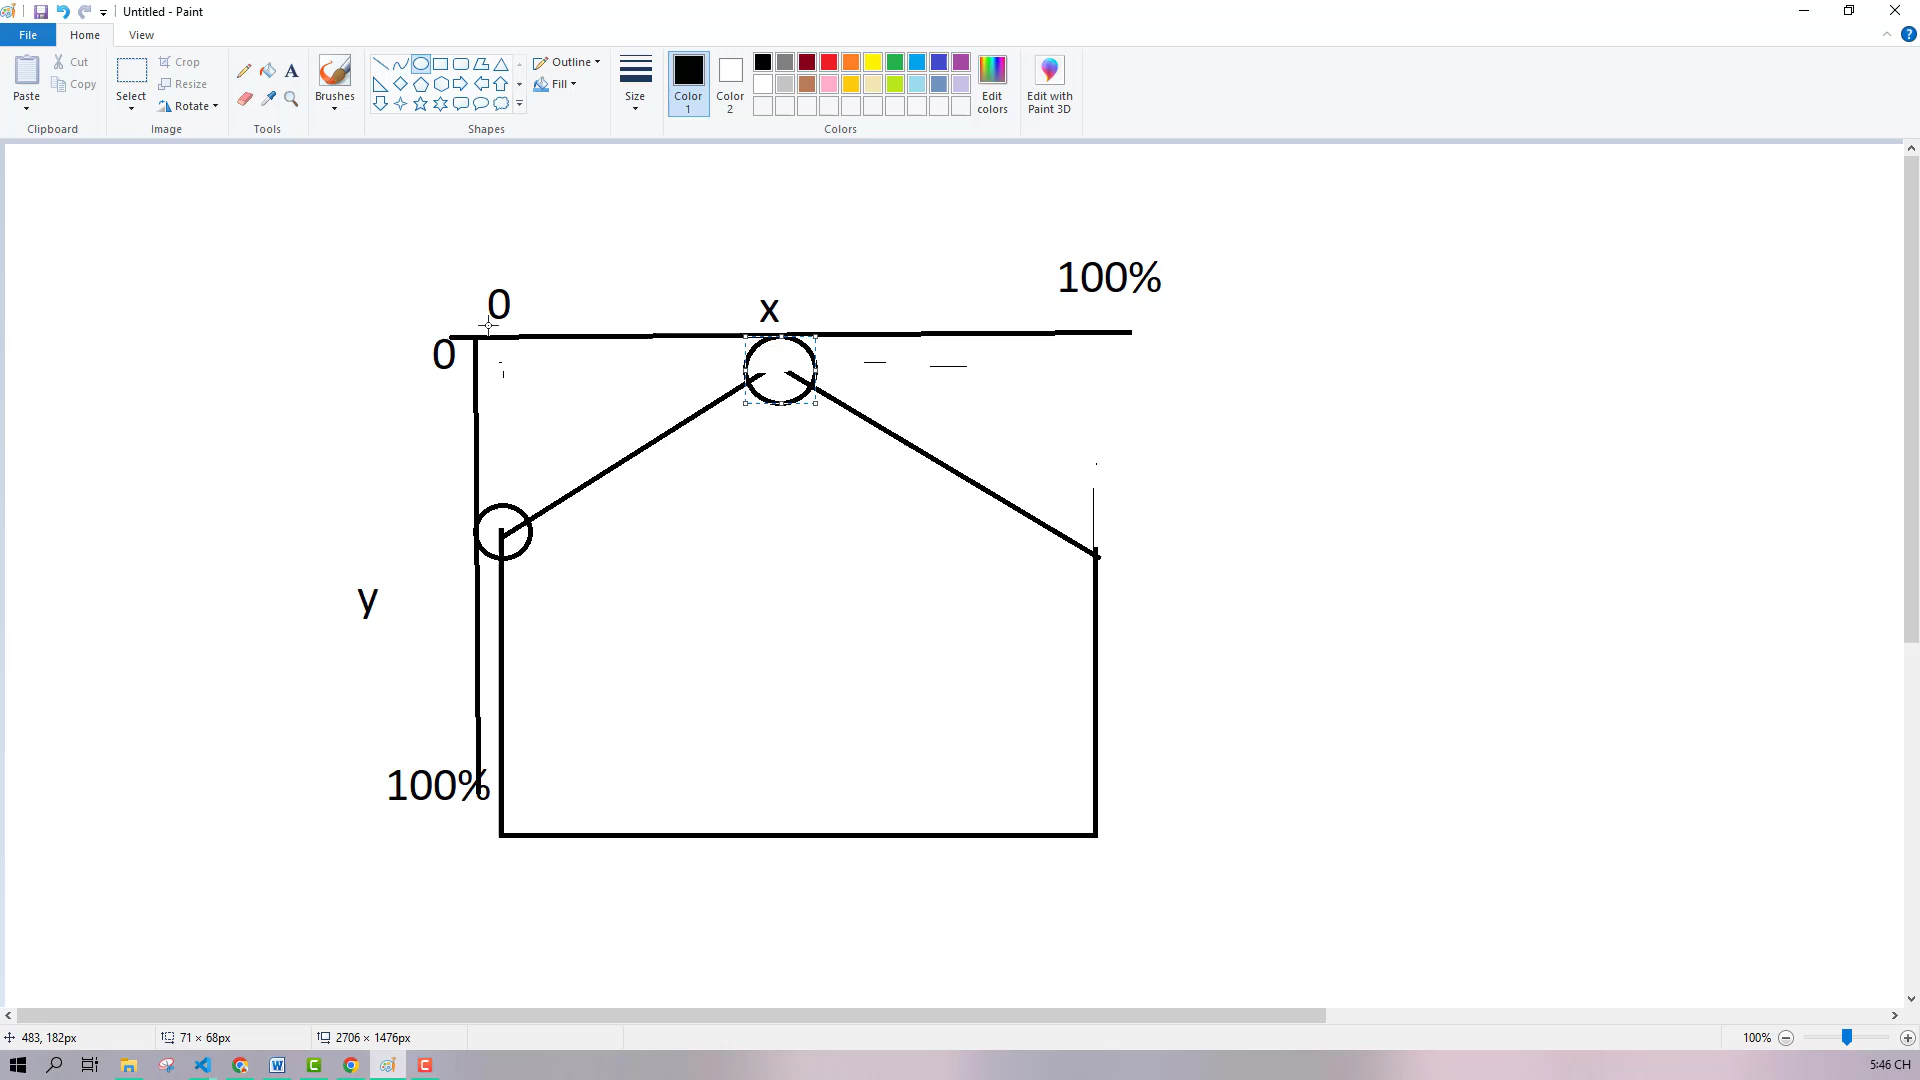 Untitled - Paint
File Home View
Paste
Cut
Copy
Clipboard
Select
Crop
Resize
Rotate
Image
Tools
Brushes
Shapes
Outline
Fill
Size
Color 1
Color 2
Colors
Edit colors
Edit with Paint 3D
100%
0
x
0
y
100%
483, 182px
71 × 68px
2706 × 1476px
100%
5:46 CH